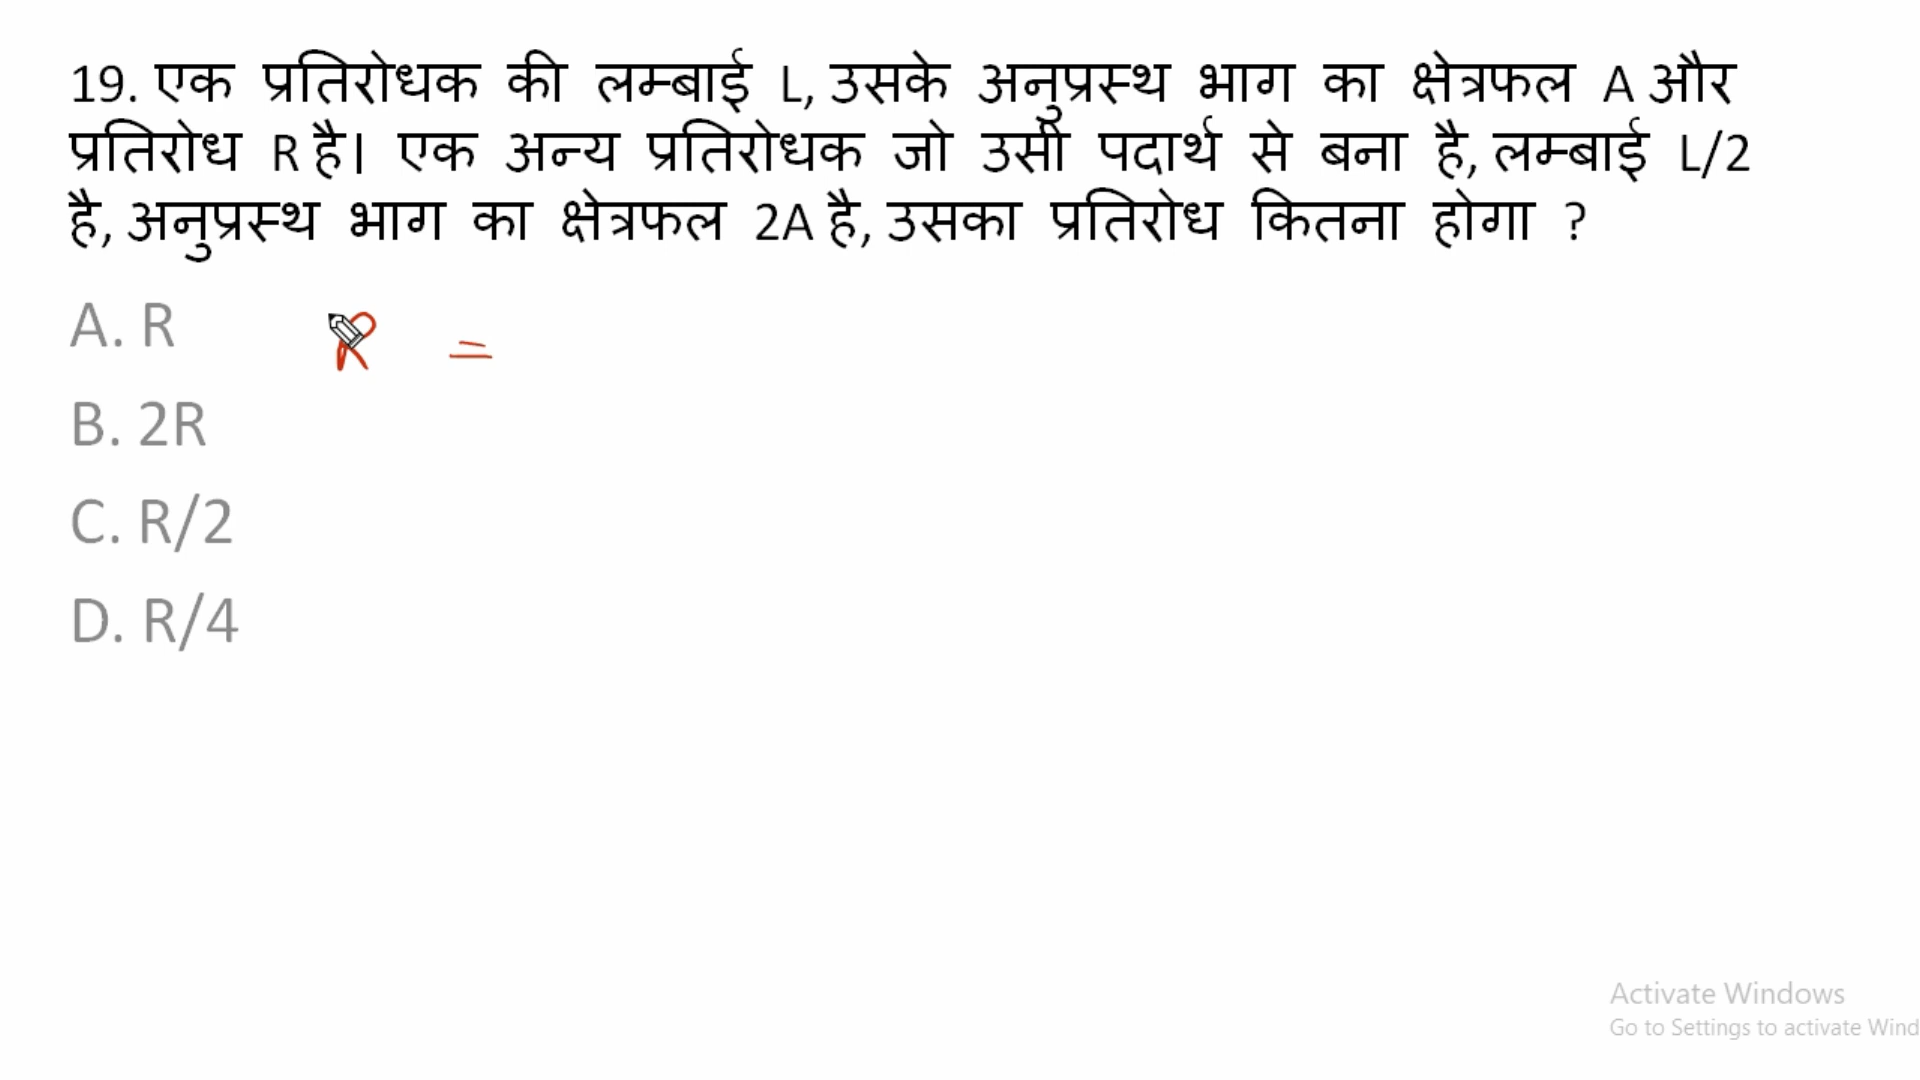 19. एक प्रतिरोधक की लम्बाई L, उसके अनुप्रस्थ भाग का क्षेत्रफल A और
प्रतिरोध R है। एक अन्य प्रतिरोधक जो उसी पदार्थ से बना है, लम्बाई L/2
है, अनुप्रस्थ भाग का क्षेत्रफल 2A है, उसका प्रतिरोध कितना होगा ?
A. R
R =
B. 2R
C. R/2
D. R/4
Activate Windows
Go to Settings to activate Wind